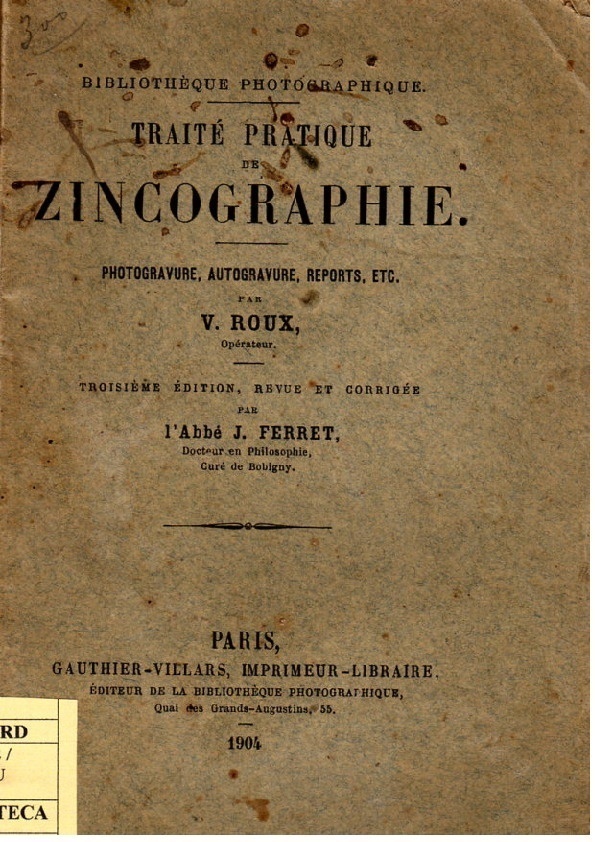 300
BIBLIOTHÈQUE PHOTOGRAPHIQUE.
TRAITÉ PRATIQUE
DE
ZINCOGRAPHIE.
PHOTOGRAVURE, AUTOGRAVURE, REPORTS, ETC.
PAR
V. ROUX,
Opérateur.
TROISIÈME ÉDITION, REVUE ET CORRIGÉE
PAR
l'Abbé J. FERRET,
Docteur en Philosophie,
Curé de Bobigny.
PARIS,
GAUTHIER-VILLARS, IMPRIMEUR-LIBRAIRE.
ÉDITEUR DE LA BIBLIOTHÈQUE PHOTOGRAPHIQUE,
Quai des Grands-Augustins, 55.
1904
RD
/
U
TECA